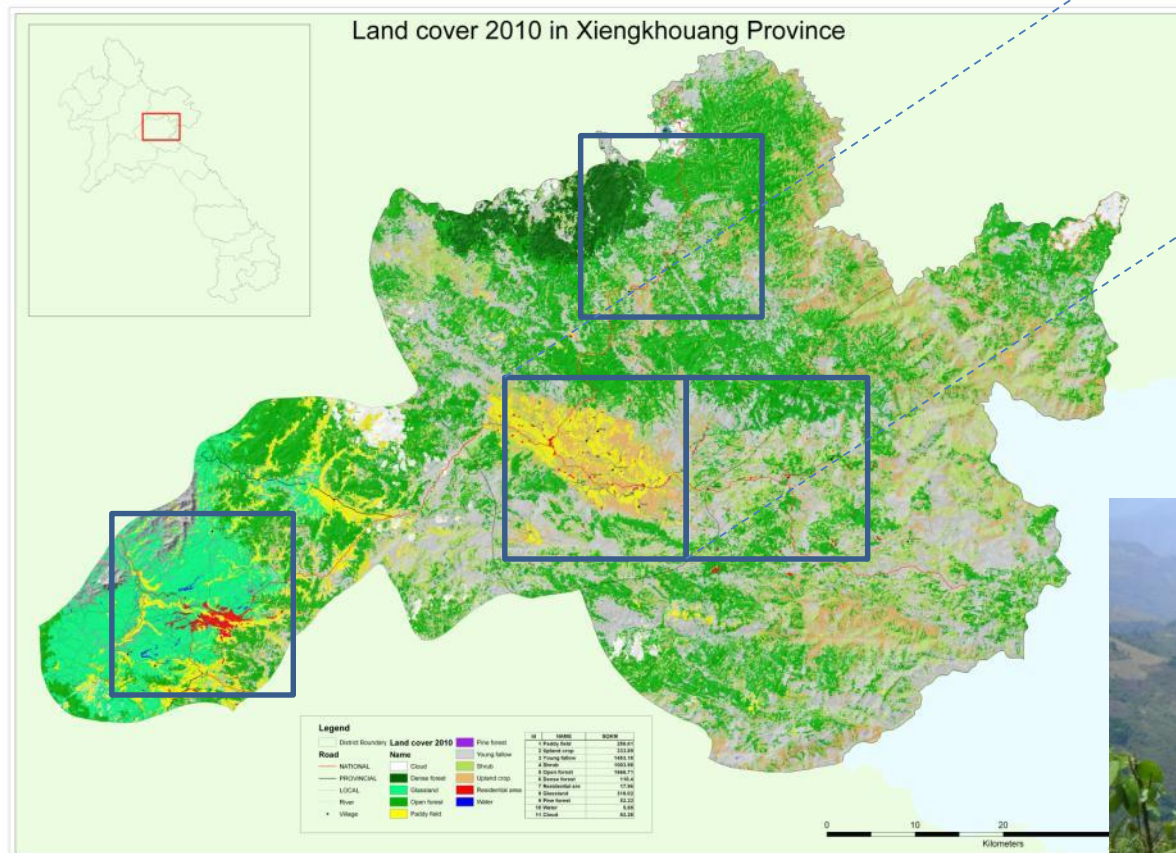 Land cover 2010 in Xiengkhouang Province
Legend
District Boundary
Road
NATIONAL
PROVINCIAL
LOCAL
River
Village
Land cover 2010
Name
Cloud
Dense forest
Glassland
Open forest
Paddy field
Pine forest
Young fallow
Shrub
Upland crop
Residential area
Water
Id NAME SQKM
1 Paddy field
2 Upland crop
3 Young fallow
4 Shrub
5 Open forest
6 Dense forest
7 Residential are
8 Glassland
9 Pine forest
10 Water
11 Cloud
0 10 20
Kilometers